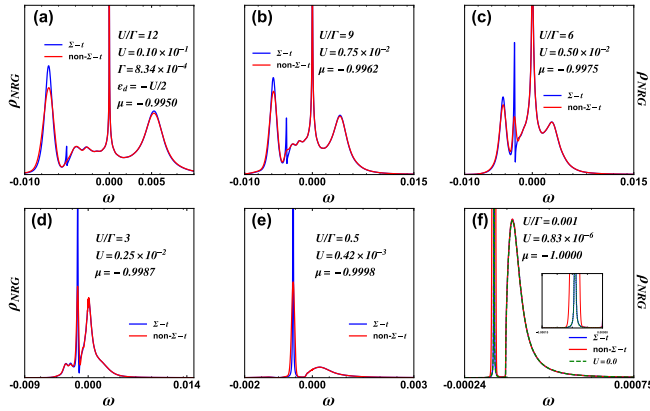 (a)
U/Γ = 12
U = 0.10 × 10⁻¹
Γ = 8.34 × 10⁻⁴
ε_d = −U/2
μ = −0.9950
Σ−t
non-Σ−t
ρ_NRG
-0.010 0.000 0.005
ω
(b)
U/Γ = 9
U = 0.75 × 10⁻²
μ = −0.9962
Σ−t
non-Σ−t
-0.010 0.000 0.015
ω
(c)
U/Γ = 6
U = 0.50 × 10⁻²
μ = −0.9975
Σ−t
non-Σ−t
ρ_NRG
-0.010 0.000 0.015
ω
(d)
U/Γ = 3
U = 0.25 × 10⁻²
μ = −0.9987
Σ−t
non-Σ−t
ρ_NRG
-0.009 0.000 0.014
ω
(e)
U/Γ = 0.5
U = 0.42 × 10⁻³
μ = −0.9998
Σ−t
non-Σ−t
-0.002 0.000 0.003
ω
(f)
U/Γ = 0.001
U = 0.83 × 10⁻⁶
μ = −1.0000
Σ−t
non-Σ−t
U = 0.0
ρ_NRG
-0.00024 0.00075
ω